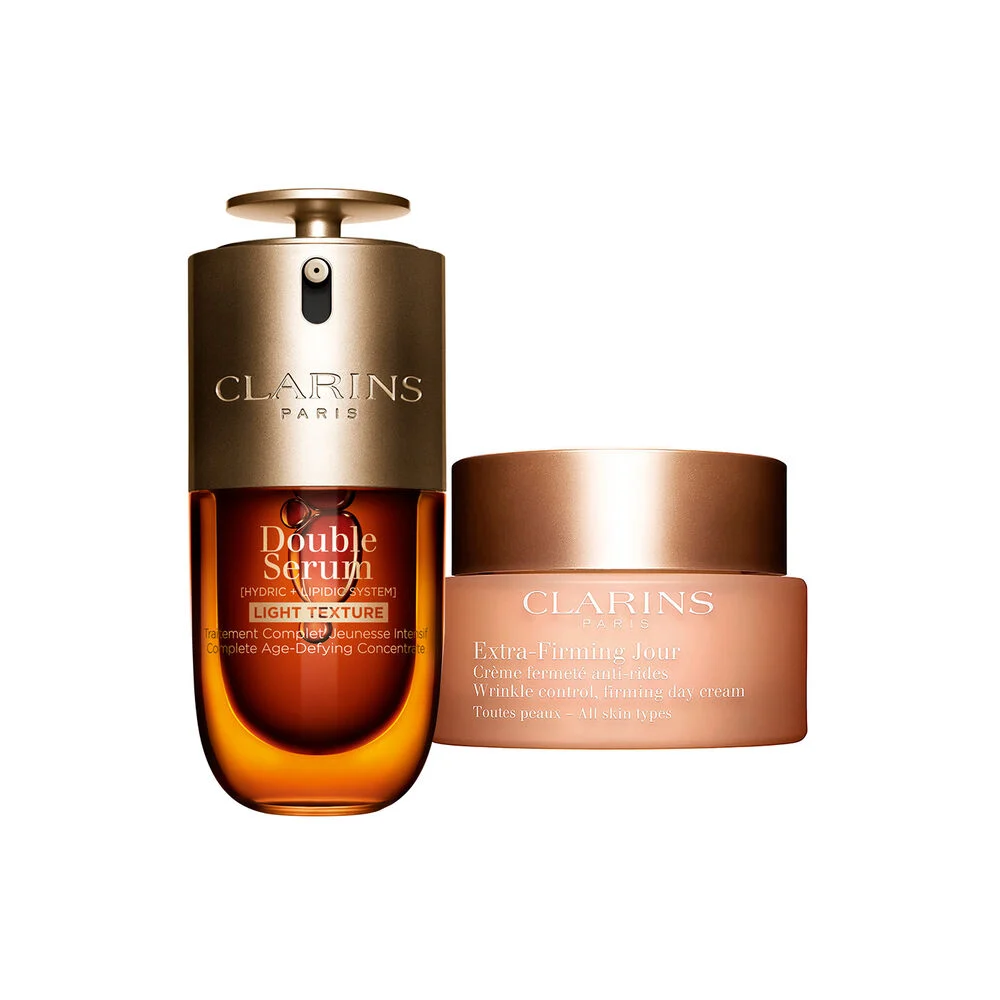 CLARINS
PARIS
Double
Serum
[HYDRIC + LIPIDIC SYSTEM]
LIGHT TEXTURE
Traitement Complet Jeunesse Intensif
Complete Age-Defying Concentrate
CLARINS
PARIS
Extra-Firming Jour
Crème fermeté anti-rides
Wrinkle control, firming day cream
Toutes peaux – All skin types